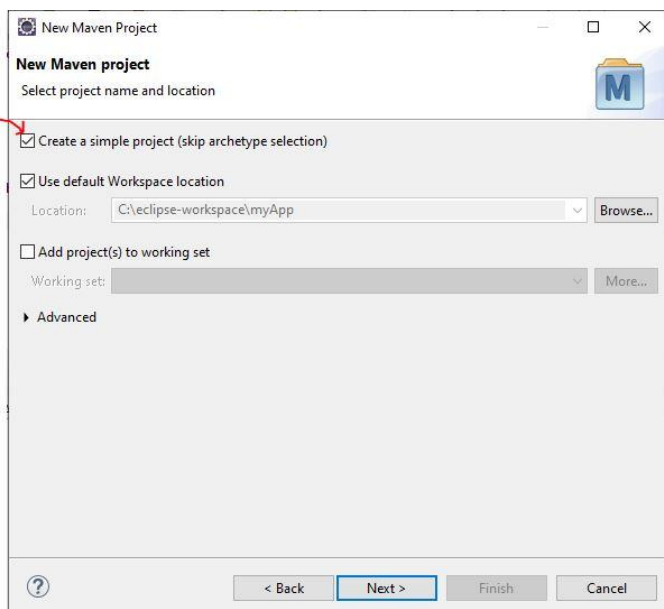 New Maven Project
New Maven project
Select project name and location
M
Create a simple project (skip archetype selection)
Use default Workspace location
Location: C:\eclipse-workspace\myApp Browse...
Add project(s) to working set
Working set: More...
Advanced
? < Back Next > Finish Cancel